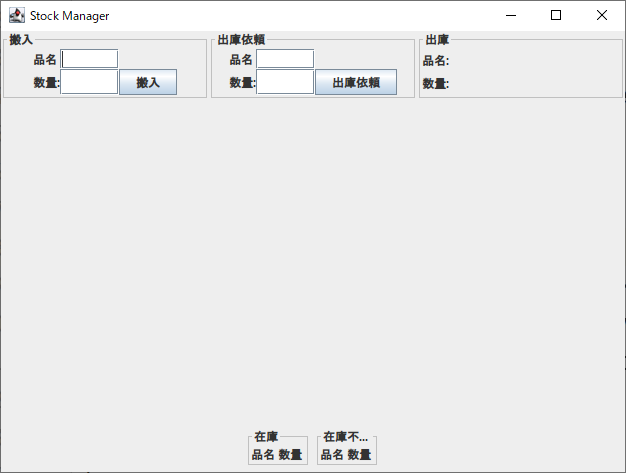 Stock Manager
搬入
品名
数量:
搬入
出庫依頼
品名
数量:
出庫依頼
出庫
品名:
数量:
在庫
品名 数量
在庫不...
品名 数量